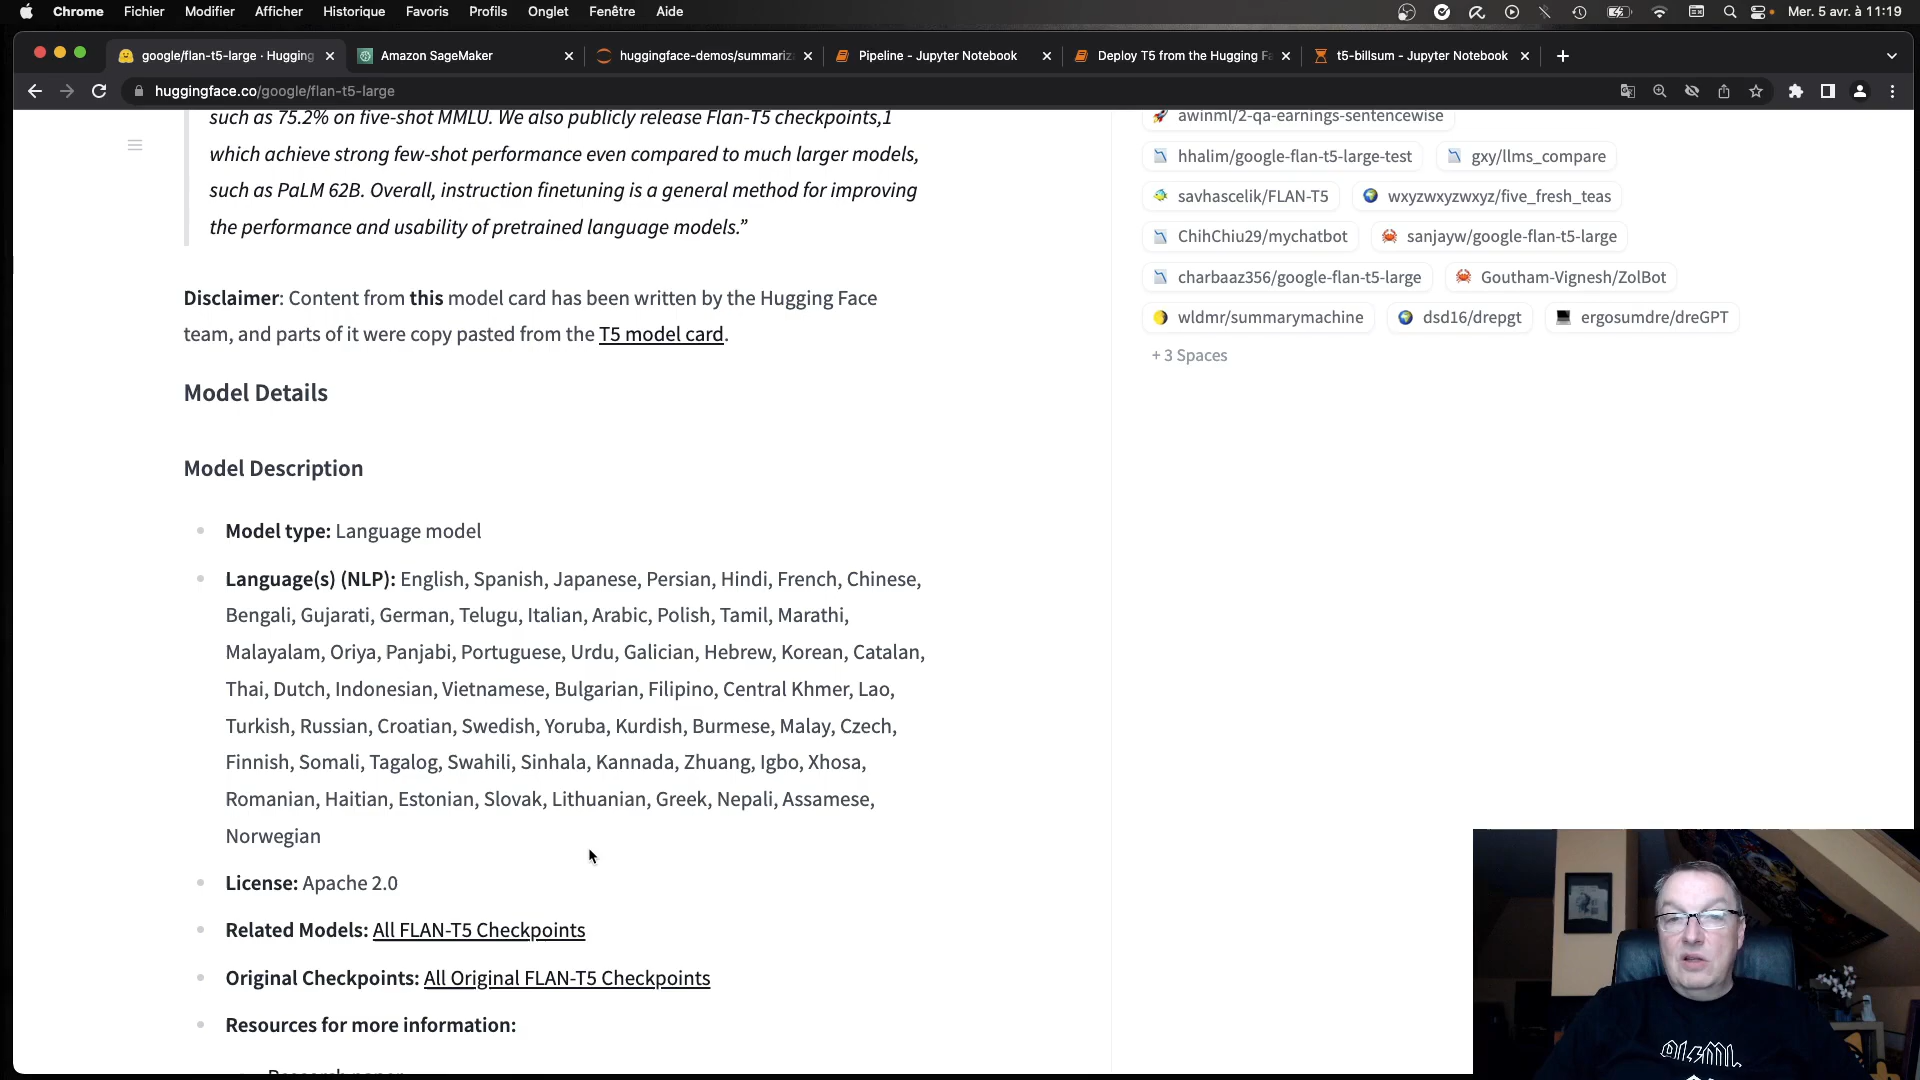 Chrome Fichier Modifier Afficher Historique Favoris Profils Onglet Fenêtre Aide Mer. 5 avr. à 11:19
google/flan-t5-large · Hugging Amazon SageMaker huggingface-demos/summariz Pipeline - Jupyter Notebook Deploy T5 from the Hugging F t5-billsum - Jupyter Notebook
huggingface.co/google/flan-t5-large
such as 75.2% on five-shot MMLU. We also publicly release Flan-T5 checkpoints,1
which achieve strong few-shot performance even compared to much larger models,
such as PaLM 62B. Overall, instruction finetuning is a general method for improving
the performance and usability of pretrained language models.”
Disclaimer: Content from this model card has been written by the Hugging Face
team, and parts of it were copy pasted from the T5 model card.
Model Details
Model Description
Model type: Language model
Language(s) (NLP): English, Spanish, Japanese, Persian, Hindi, French, Chinese,
Bengali, Gujarati, German, Telugu, Italian, Arabic, Polish, Tamil, Marathi,
Malayalam, Oriya, Panjabi, Portuguese, Urdu, Galician, Hebrew, Korean, Catalan,
Thai, Dutch, Indonesian, Vietnamese, Bulgarian, Filipino, Central Khmer, Lao,
Turkish, Russian, Croatian, Swedish, Yoruba, Kurdish, Burmese, Malay, Czech,
Finnish, Somali, Tagalog, Swahili, Sinhala, Kannada, Zhuang, Igbo, Xhosa,
Romanian, Haitian, Estonian, Slovak, Lithuanian, Greek, Nepali, Assamese,
Norwegian
License: Apache 2.0
Related Models: All FLAN-T5 Checkpoints
Original Checkpoints: All Original FLAN-T5 Checkpoints
Resources for more information:
Research paper
awinml/2-qa-earnings-sentencewise
hhalim/google-flan-t5-large-test gxy/llms_compare
savhascelik/FLAN-T5 wxyzwxyzwxyz/five_fresh_teas
ChihChiu29/mychatbot sanjayw/google-flan-t5-large
charbaaz356/google-flan-t5-large Goutham-Vignesh/ZolBot
wldmr/summarymachine dsd16/drepgt ergosumdre/dreGPT
+ 3 Spaces